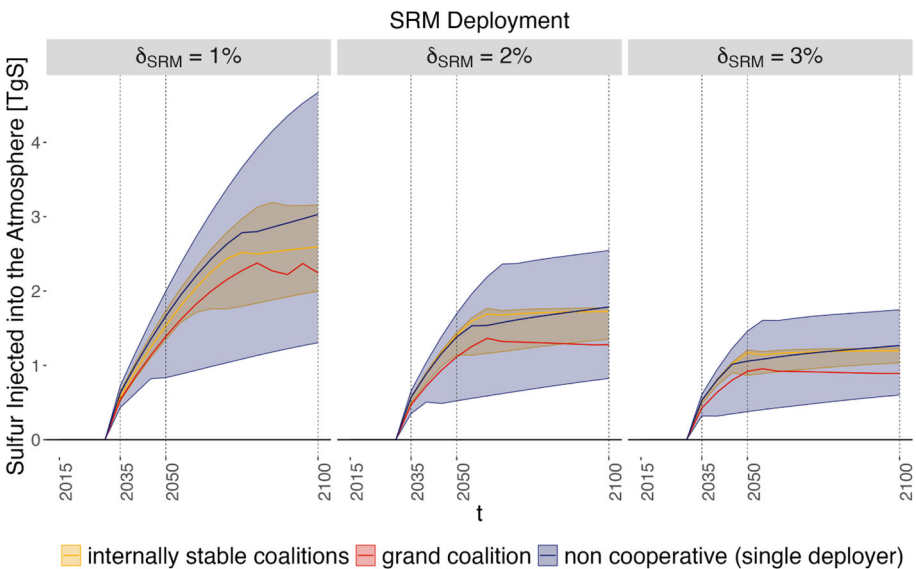 SRM Deployment
δSRM = 1% δSRM = 2% δSRM = 3%
Sulfur Injected into the Atmosphere [TgS]
4
3
2
1
0
2015 2035 2050 2100 2015 2035 2050 2100 2015 2035 2050 2100
t
internally stable coalitions grand coalition non cooperative (single deployer)